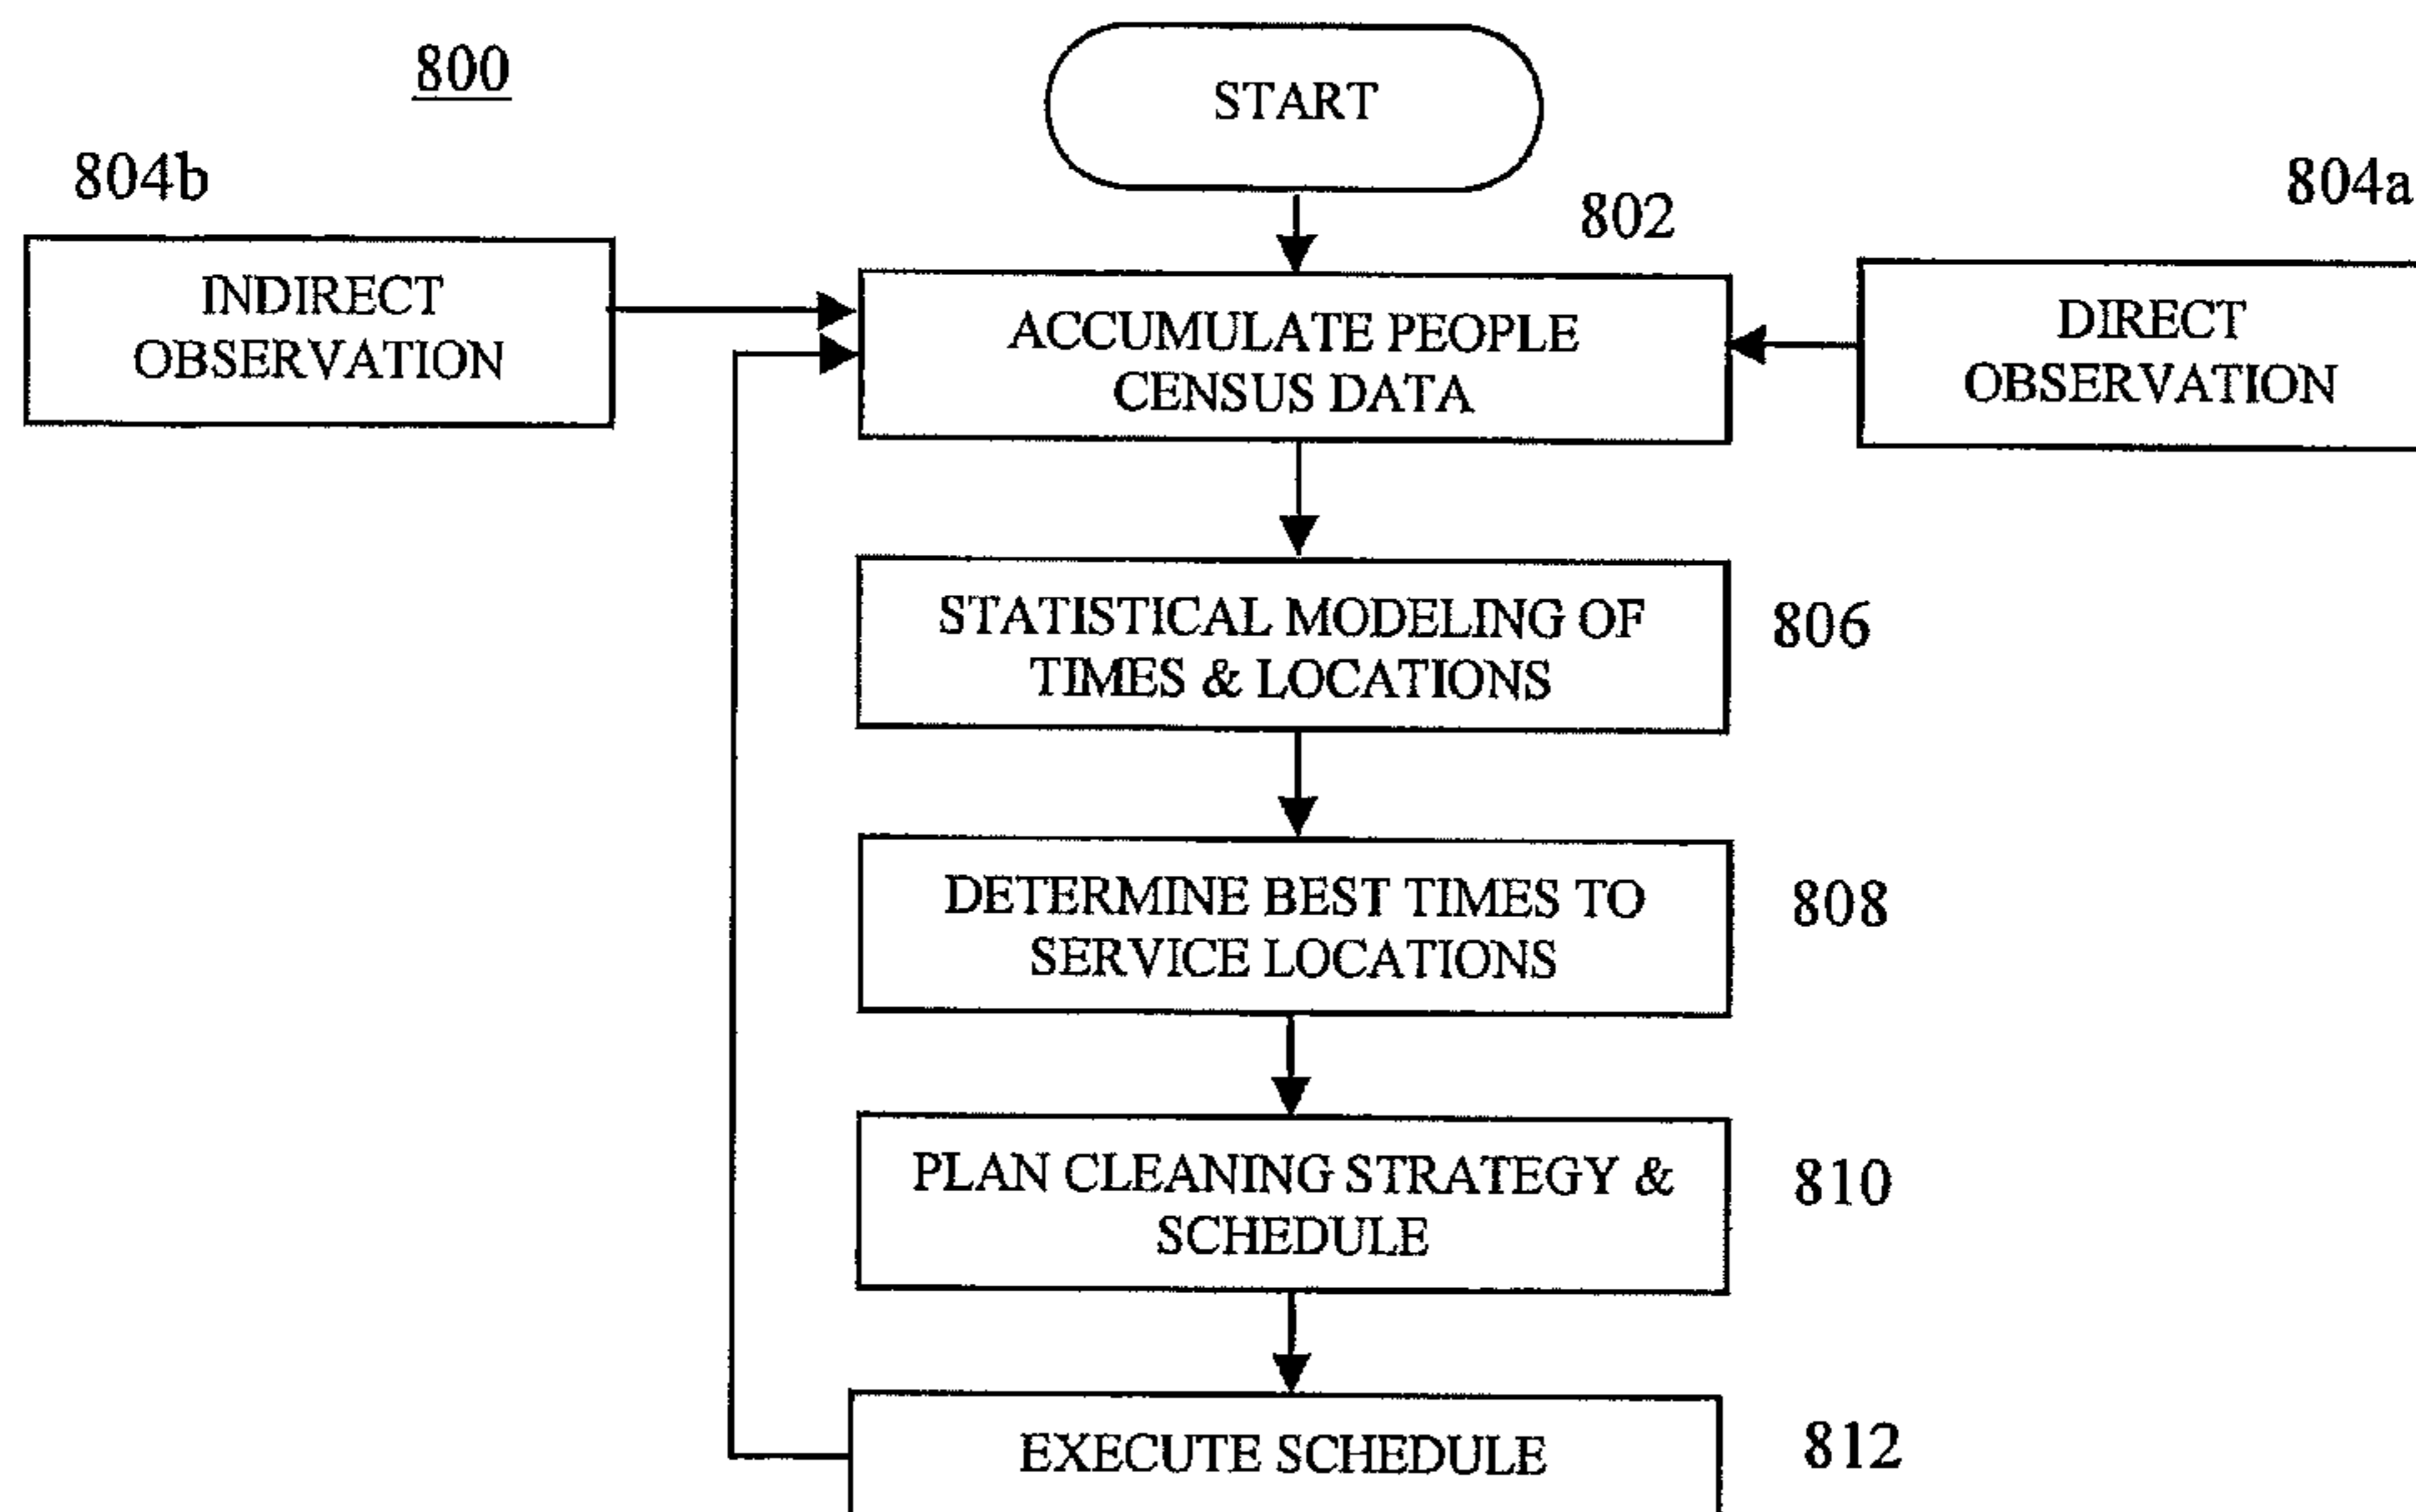 800
START
804b
802
804a
INDIRECT
OBSERVATION
ACCUMULATE PEOPLE
CENSUS DATA
DIRECT
OBSERVATION
STATISTICAL MODELING OF
TIMES & LOCATIONS
806
DETERMINE BEST TIMES TO
SERVICE LOCATIONS
808
PLAN CLEANING STRATEGY &
SCHEDULE
810
EXECUTE SCHEDULE
812